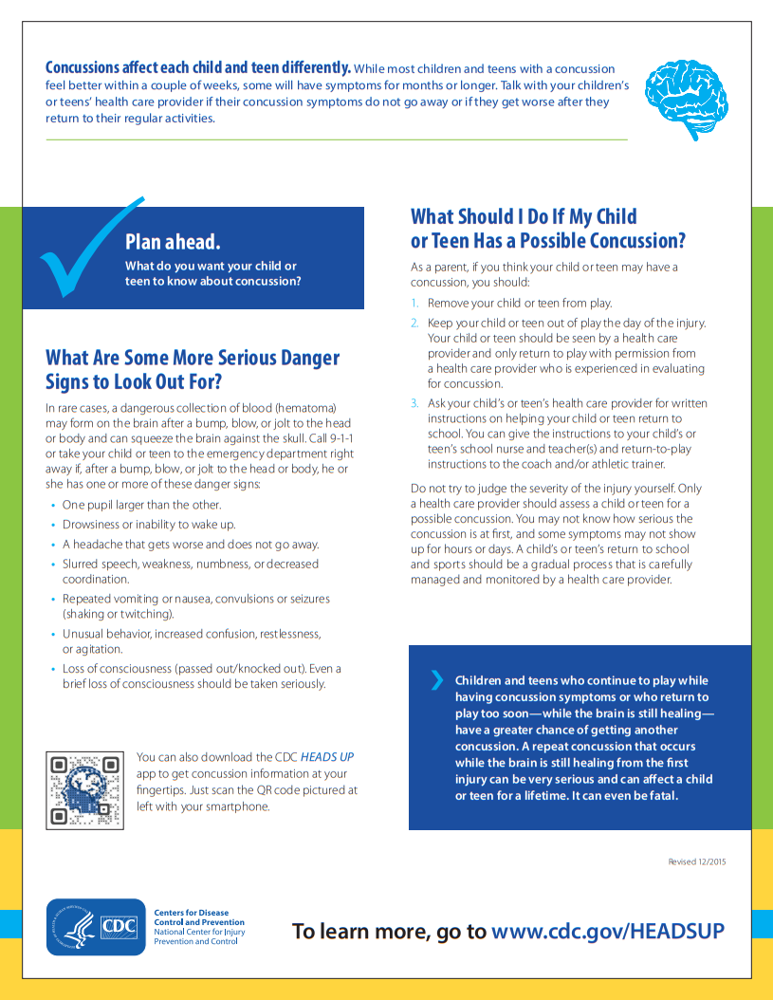 Concussions affect each child and teen differently. While most children and teens with a concussion
feel better within a couple of weeks, some will have symptoms for months or longer. Talk with your children's
or teens' health care provider if their concussion symptoms do not go away or if they get worse after they
return to their regular activities.
Plan ahead.
What do you want your child or
teen to know about concussion?
What Are Some More Serious Danger
Signs to Look Out For?
In rare cases, a dangerous collection of blood (hematoma)
may form on the brain after a bump, blow, or jolt to the head
or body and can squeeze the brain against the skull. Call 9-1-1
or take your child or teen to the emergency department right
away if, after a bump, blow, or jolt to the head or body, he or
she has one or more of these danger signs:
• One pupil larger than the other.
• Drowsiness or inability to wake up.
• A headache that gets worse and does not go away.
• Slurred speech, weakness, numbness, or decreased
coordination.
• Repeated vomiting or nausea, convulsions or seizures
(shaking or twitching).
• Unusual behavior, increased confusion, restlessness,
or agitation.
• Loss of consciousness (passed out/knocked out). Even a
brief loss of consciousness should be taken seriously.
You can also download the CDC HEADS UP
app to get concussion information at your
fingertips. Just scan the QR code pictured at
left with your smartphone.
What Should I Do If My Child
or Teen Has a Possible Concussion?
As a parent, if you think your child or teen may have a
concussion, you should:
1. Remove your child or teen from play.
2. Keep your child or teen out of play the day of the injury.
Your child or teen should be seen by a health care
provider and only return to play with permission from
a health care provider who is experienced in evaluating
for concussion.
3. Ask your child's or teen's health care provider for written
instructions on helping your child or teen return to
school. You can give the instructions to your child's or
teen's school nurse and teacher(s) and return-to-play
instructions to the coach and/or athletic trainer.
Do not try to judge the severity of the injury yourself. Only
a health care provider should assess a child or teen for a
possible concussion. You may not know how serious the
concussion is at first, and some symptoms may not show
up for hours or days. A child's or teen's return to school
and sports should be a gradual process that is carefully
managed and monitored by a health care provider.
Children and teens who continue to play while
having concussion symptoms or who return to
play too soon—while the brain is still healing—
have a greater chance of getting another
concussion. A repeat concussion that occurs
while the brain is still healing from the first
injury can be very serious and can affect a child
or teen for a lifetime. It can even be fatal.
Revised 12/2015
CDC
Centers for Disease
Control and Prevention
National Center for Injury
Prevention and Control
To learn more, go to www.cdc.gov/HEADSUP